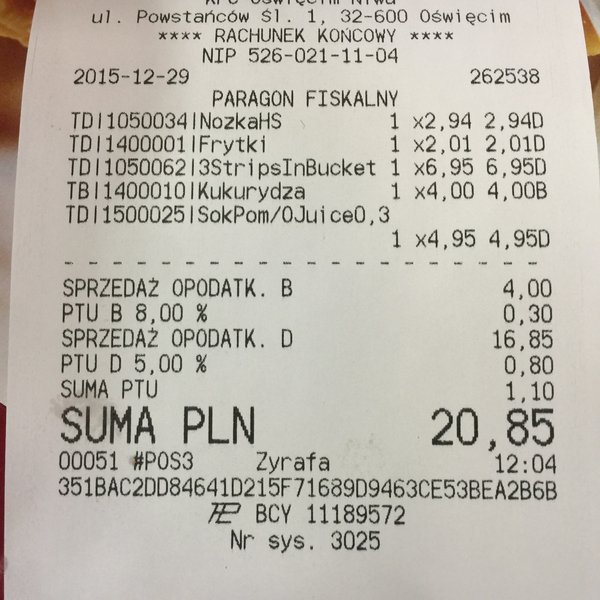 KFC Oświęcim Niwa
ul. Powstańców Śl. 1, 32-600 Oświęcim
**** RACHUNEK KOŃCOWY ****
NIP 526-021-11-04
2015-12-29 262538
PARAGON FISKALNY
TD|1050034|NozkaHS 1 x2,94 2,94D
TD|1400001|Frytki 1 x2,01 2,01D
TD|1050062|3StripsInBucket 1 x6,95 6,95D
TB|1400010|Kukurydza 1 x4,00 4,00B
TD|1500025|SokPom/OJuice0,3
1 x4,95 4,95D
SPRZEDAŻ OPODATK. B 4,00
PTU B 8,00 % 0,30
SPRZEDAŻ OPODATK. D 16,85
PTU D 5,00 % 0,80
SUMA PTU 1,10
SUMA PLN 20,85
00051 #POS3 Zyrafa 12:04
351BAC2DD84641D215F71689D9463CE53BEA2B6B
BCY 11189572
Nr sys. 3025